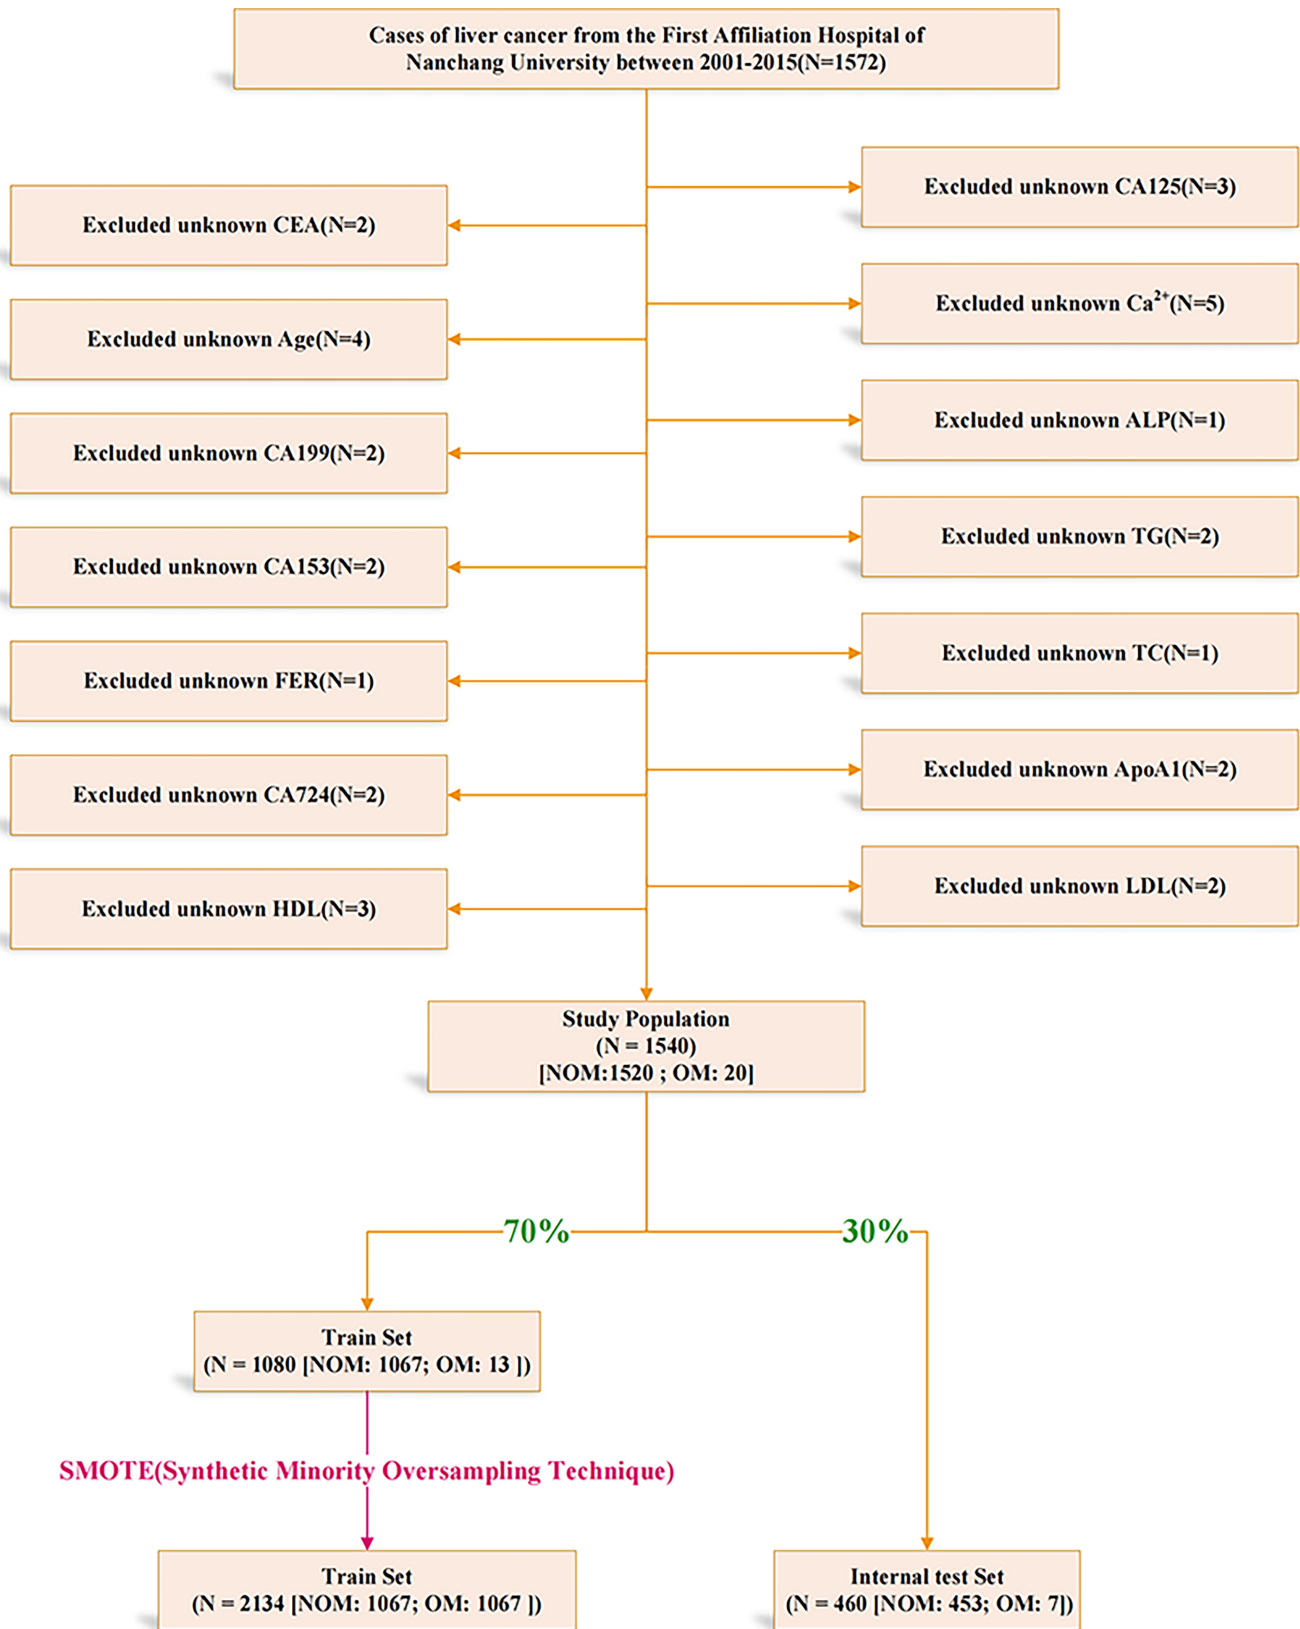 Cases of liver cancer from the First Affiliation Hospital of
Nanchang University between 2001-2015(N=1572)
Excluded unknown CA125(N=3)
Excluded unknown CEA(N=2)
Excluded unknown Ca²⁺(N=5)
Excluded unknown Age(N=4)
Excluded unknown ALP(N=1)
Excluded unknown CA199(N=2)
Excluded unknown TG(N=2)
Excluded unknown CA153(N=2)
Excluded unknown TC(N=1)
Excluded unknown FER(N=1)
Excluded unknown ApoA1(N=2)
Excluded unknown CA724(N=2)
Excluded unknown LDL(N=2)
Excluded unknown HDL(N=3)
Study Population
(N = 1540)
[NOM:1520 ; OM: 20]
70%
30%
Train Set
(N = 1080 [NOM: 1067; OM: 13 ])
SMOTE(Synthetic Minority Oversampling Technique)
Train Set
(N = 2134 [NOM: 1067; OM: 1067 ])
Internal test Set
(N = 460 [NOM: 453; OM: 7])